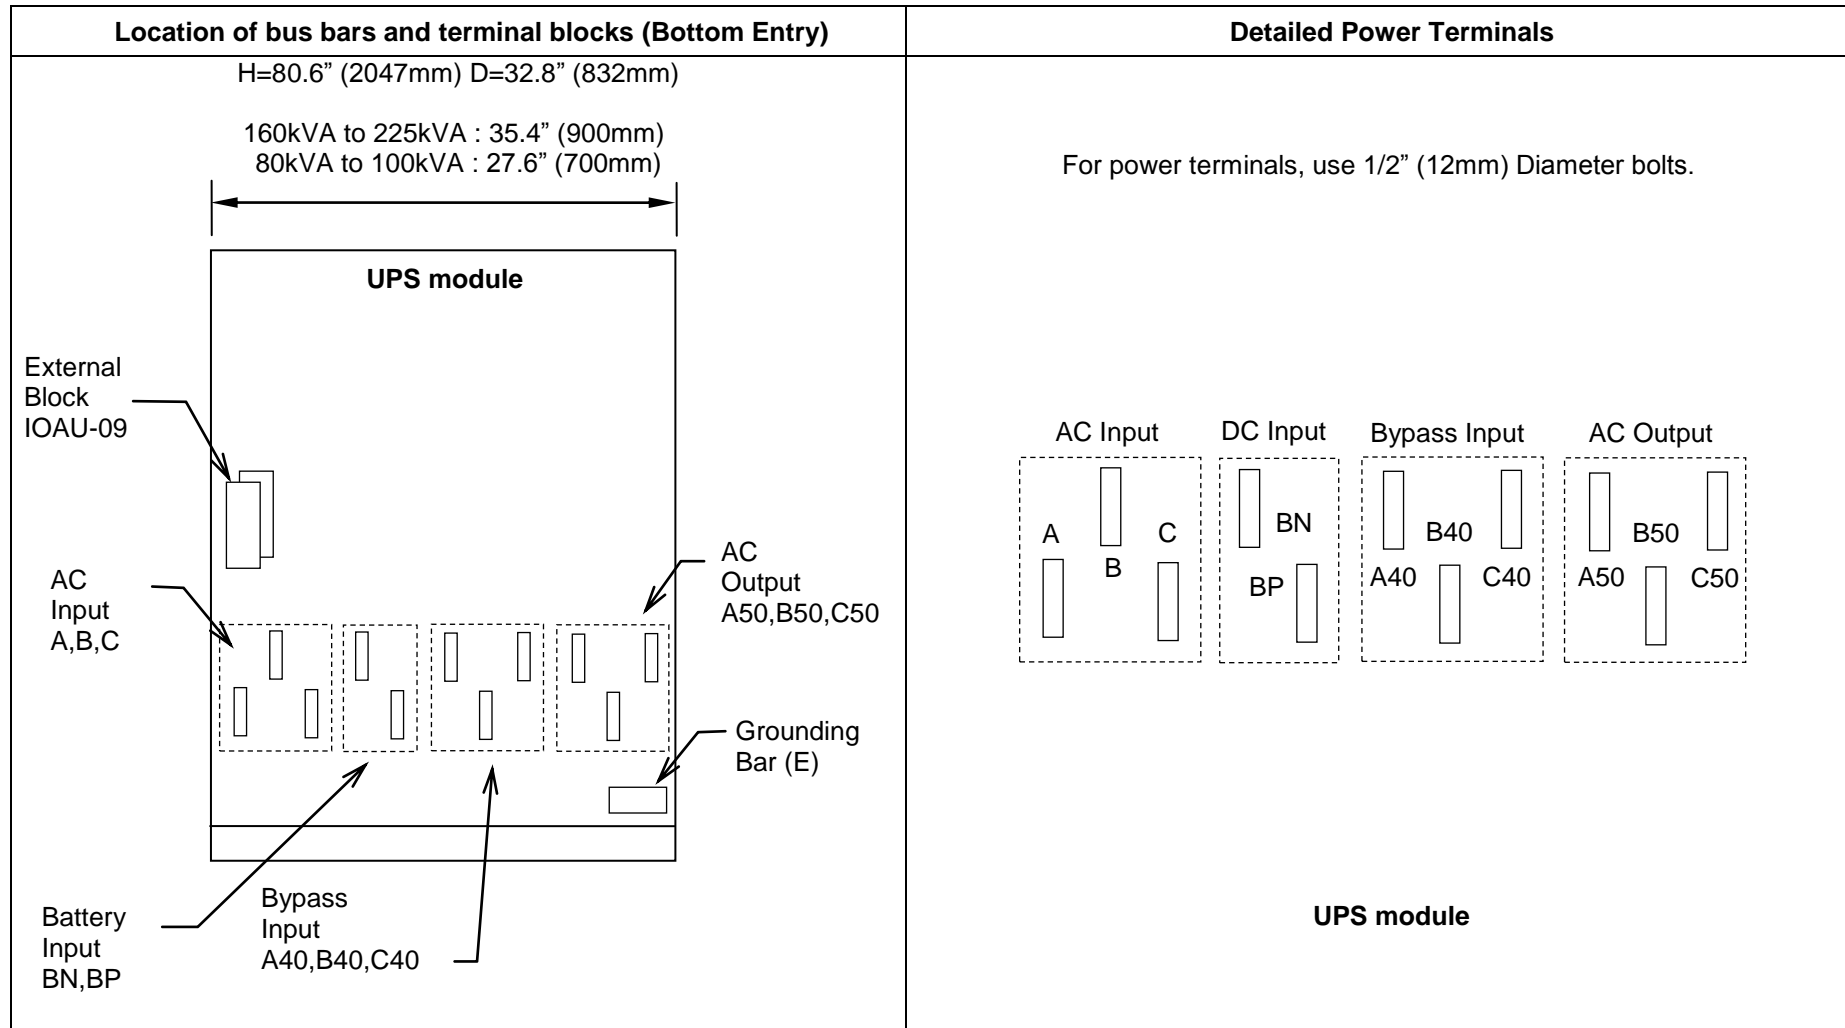 Location of bus bars and terminal blocks (Bottom Entry)
Detailed Power Terminals
H=80.6” (2047mm) D=32.8” (832mm)
160kVA to 225kVA : 35.4” (900mm)
80kVA to 100kVA : 27.6” (700mm)
UPS module
External
Block
IOAU-09
AC
Input
A,B,C
AC
Output
A50,B50,C50
Grounding
Bar (E)
Battery
Input
BN,BP
Bypass
Input
A40,B40,C40
For power terminals, use 1/2” (12mm) Diameter bolts.
AC Input
A
B
C
DC Input
BN
BP
Bypass Input
A40
B40
C40
AC Output
A50
B50
C50
UPS module